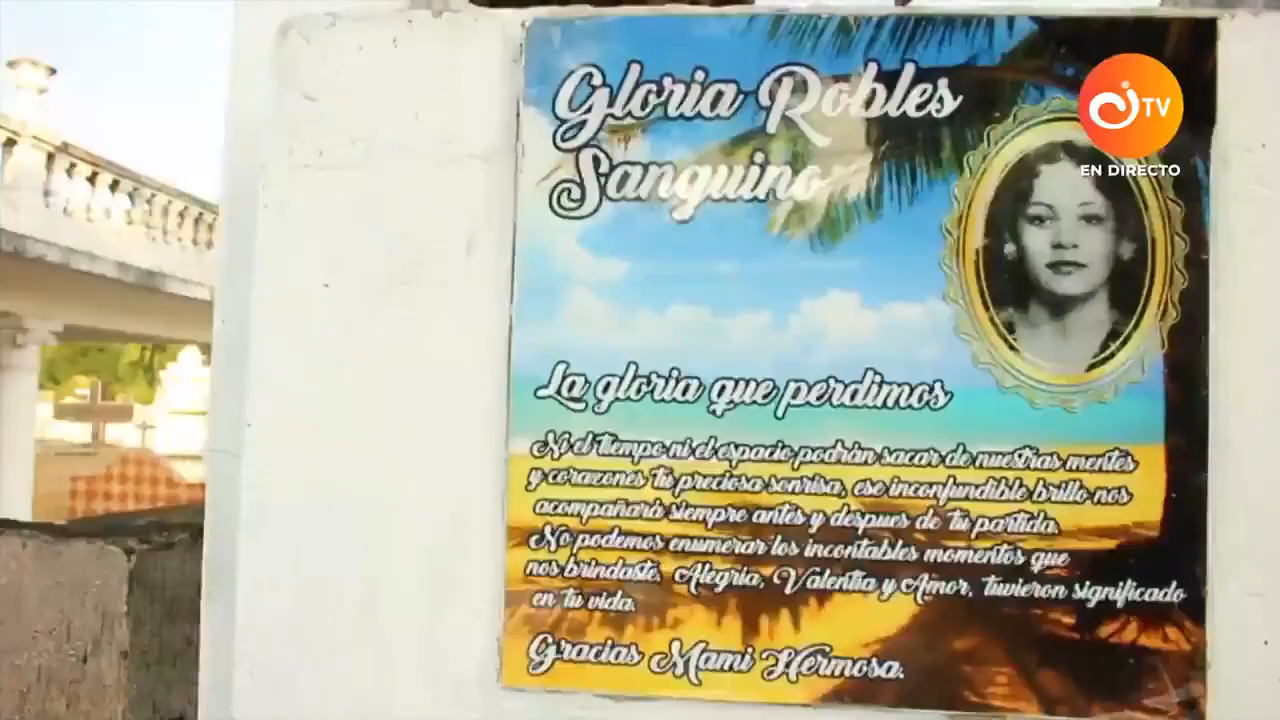 Gloria Robles
Sanguino
TV
EN DIRECTO
La gloria que perdimos
Ni el tiempo ni el espacio podrán sacar de nuestras mentes
y corazones tu preciosa sonrisa, ese inconfundible brillo nos
acompañará siempre antes y despues de tu partida.
No podemos enumerar los incontables momentos que
nos brindaste. Alegría, Valentía y Amor, tuvieron significado
en tu vida.
Gracias Mami Hermosa.